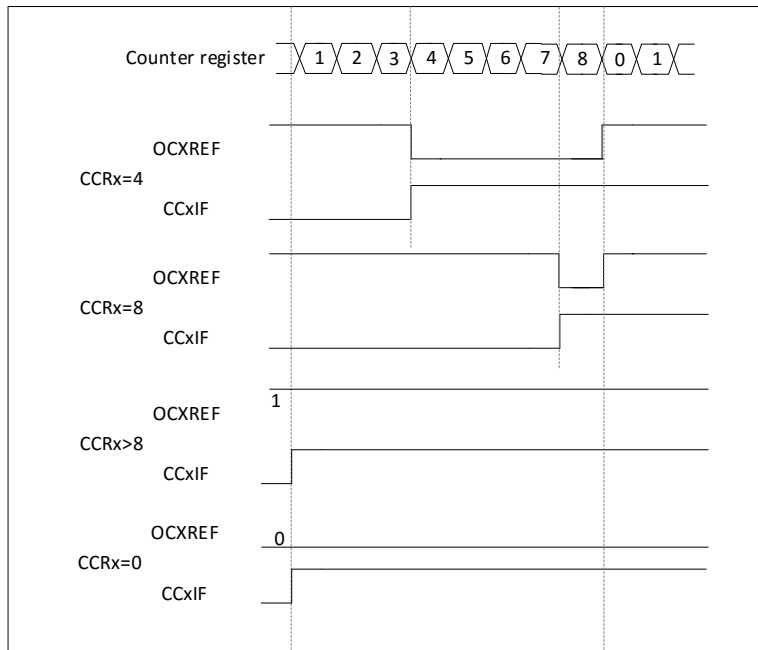 Counter register 1 2 3 4 5 6 7 8 0 1
OCXREF
CCRx=4
CCxIF
OCXREF
CCRx=8
CCxIF
1
OCXREF
CCRx>8
CCxIF
OCXREF 0
CCRx=0
CCxIF